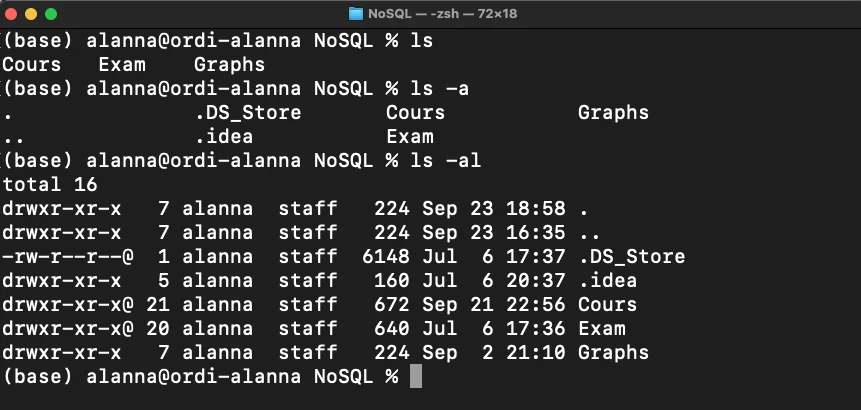 NoSQL — -zsh — 72×18
(base) alanna@ordi-alanna NoSQL % ls
Cours   Exam    Graphs
(base) alanna@ordi-alanna NoSQL % ls -a
.               .DS_Store       Cours           Graphs
..              .idea           Exam
(base) alanna@ordi-alanna NoSQL % ls -al
total 16
drwxr-xr-x   7 alanna  staff   224 Sep 23 18:58 .
drwxr-xr-x   7 alanna  staff   224 Sep 23 16:35 ..
-rw-r--r--@  1 alanna  staff  6148 Jul  6 17:37 .DS_Store
drwxr-xr-x   5 alanna  staff   160 Jul  6 20:37 .idea
drwxr-xr-x@ 21 alanna  staff   672 Sep 21 22:56 Cours
drwxr-xr-x@ 20 alanna  staff   640 Jul  6 17:36 Exam
drwxr-xr-x   7 alanna  staff   224 Sep  2 21:10 Graphs
(base) alanna@ordi-alanna NoSQL %